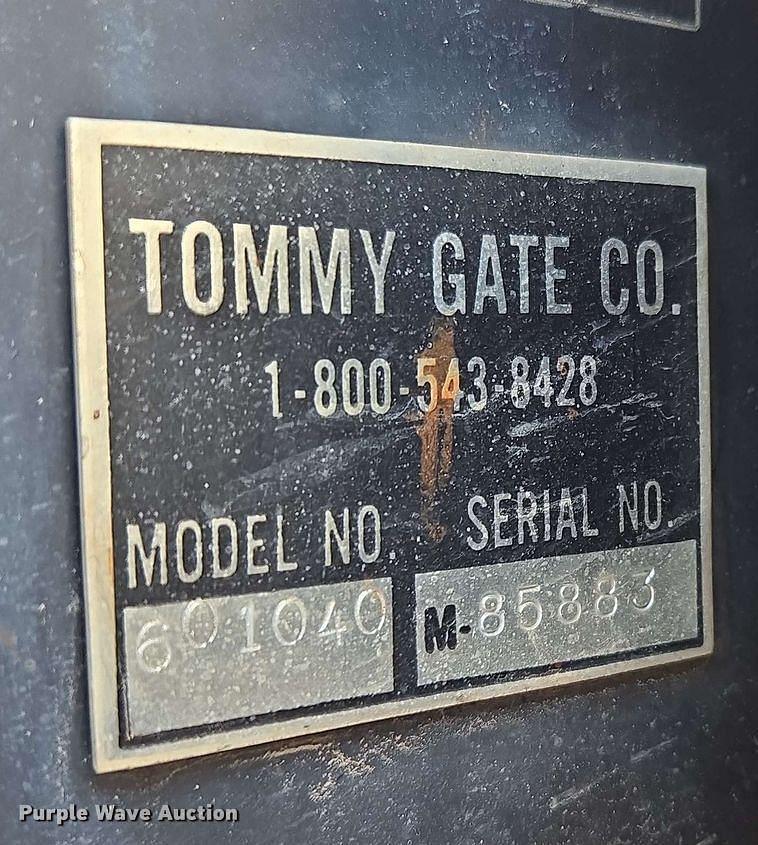 TOMMY GATE CO.
1-800-543-8428
MODEL NO. SERIAL NO.
601040 M-85883
Purple Wave Auction